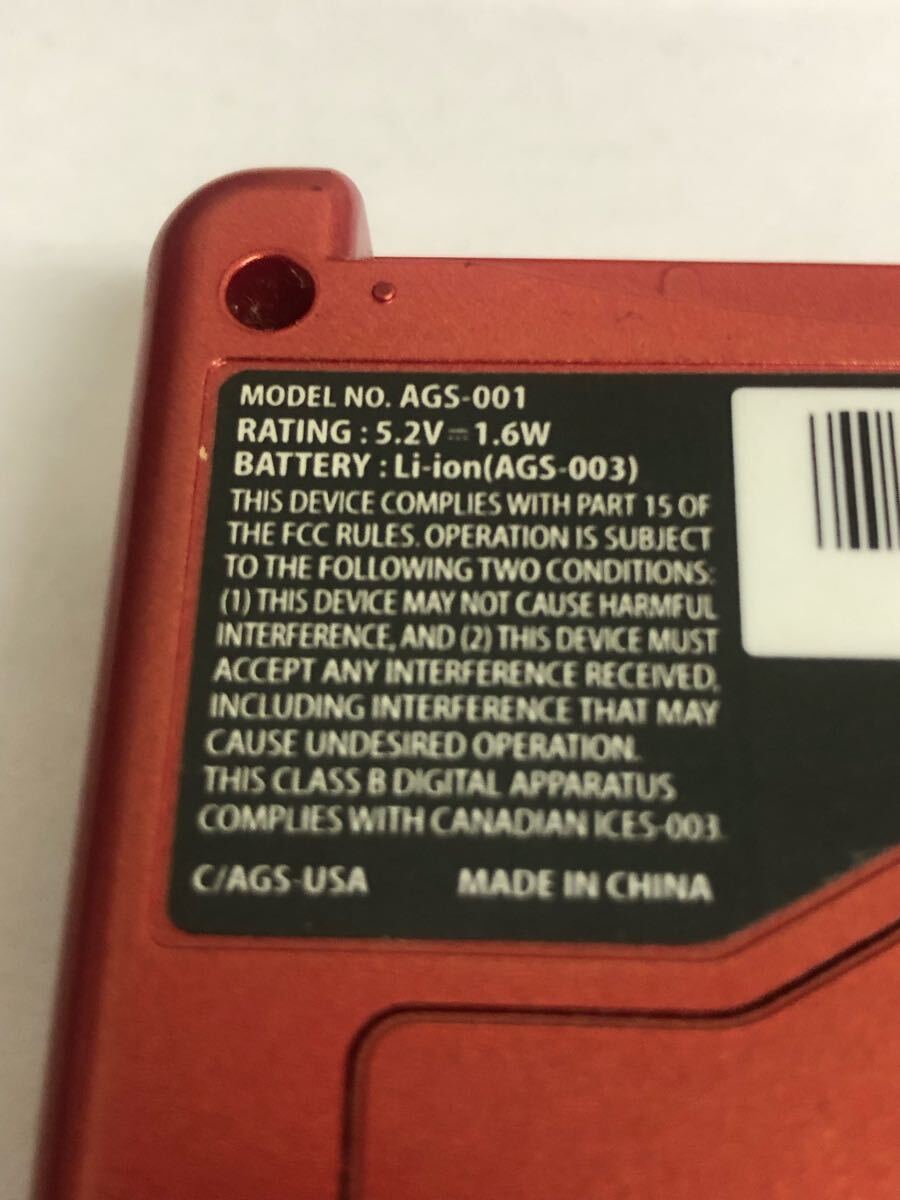 MODEL NO. AGS-001
RATING : 5.2V ⎓ 1.6W
BATTERY : Li-ion(AGS-003)
THIS DEVICE COMPLIES WITH PART 15 OF
THE FCC RULES. OPERATION IS SUBJECT
TO THE FOLLOWING TWO CONDITIONS:
(1) THIS DEVICE MAY NOT CAUSE HARMFUL
INTERFERENCE, AND (2) THIS DEVICE MUST
ACCEPT ANY INTERFERENCE RECEIVED,
INCLUDING INTERFERENCE THAT MAY
CAUSE UNDESIRED OPERATION.
THIS CLASS B DIGITAL APPARATUS
COMPLIES WITH CANADIAN ICES-003.
C/AGS-USA MADE IN CHINA